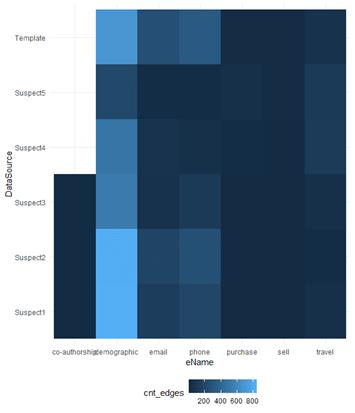 Template
Suspect5
Suspect4
Suspect3
Suspect2
Suspect1
DataSource
co-authorship demographic email phone purchase sell travel
eName
cnt_edges
200 400 600 800